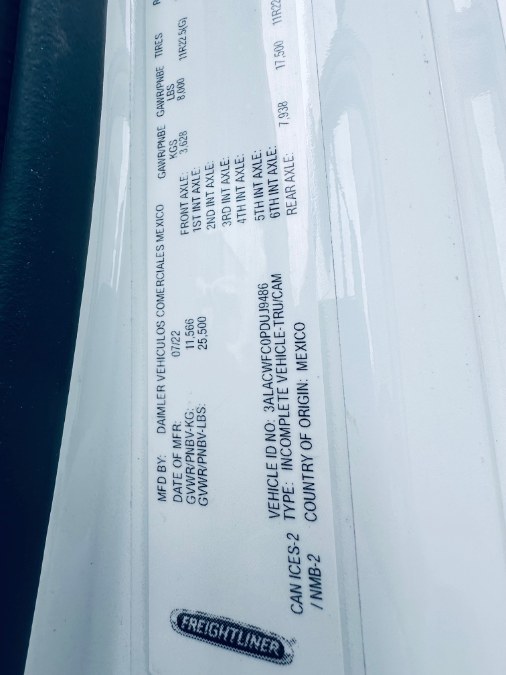 MFD BY: DAIMLER VEHICULOS COMERCIALES MEXICO GAWR/PNBE GAWR/PNBE TIRES
DATE OF MFR: 07/22 KGS LBS
GVWR/PNBV-KG: 11,566 FRONT AXLE: 3,628 8,000 11R22.5(G)
GVWR/PNBV-LBS: 25,500 1ST INT AXLE:
2ND INT AXLE:
3RD INT AXLE:
4TH INT AXLE:
5TH INT AXLE:
6TH INT AXLE:
REAR AXLE: 7,938 17,500 11R22
VEHICLE ID NO: 3ALACWFC0PDUJ9486
CAN ICES-2 TYPE: INCOMPLETE VEHICLE-TRU/CAM
/ NMB-2 COUNTRY OF ORIGIN: MEXICO
FREIGHTLINER